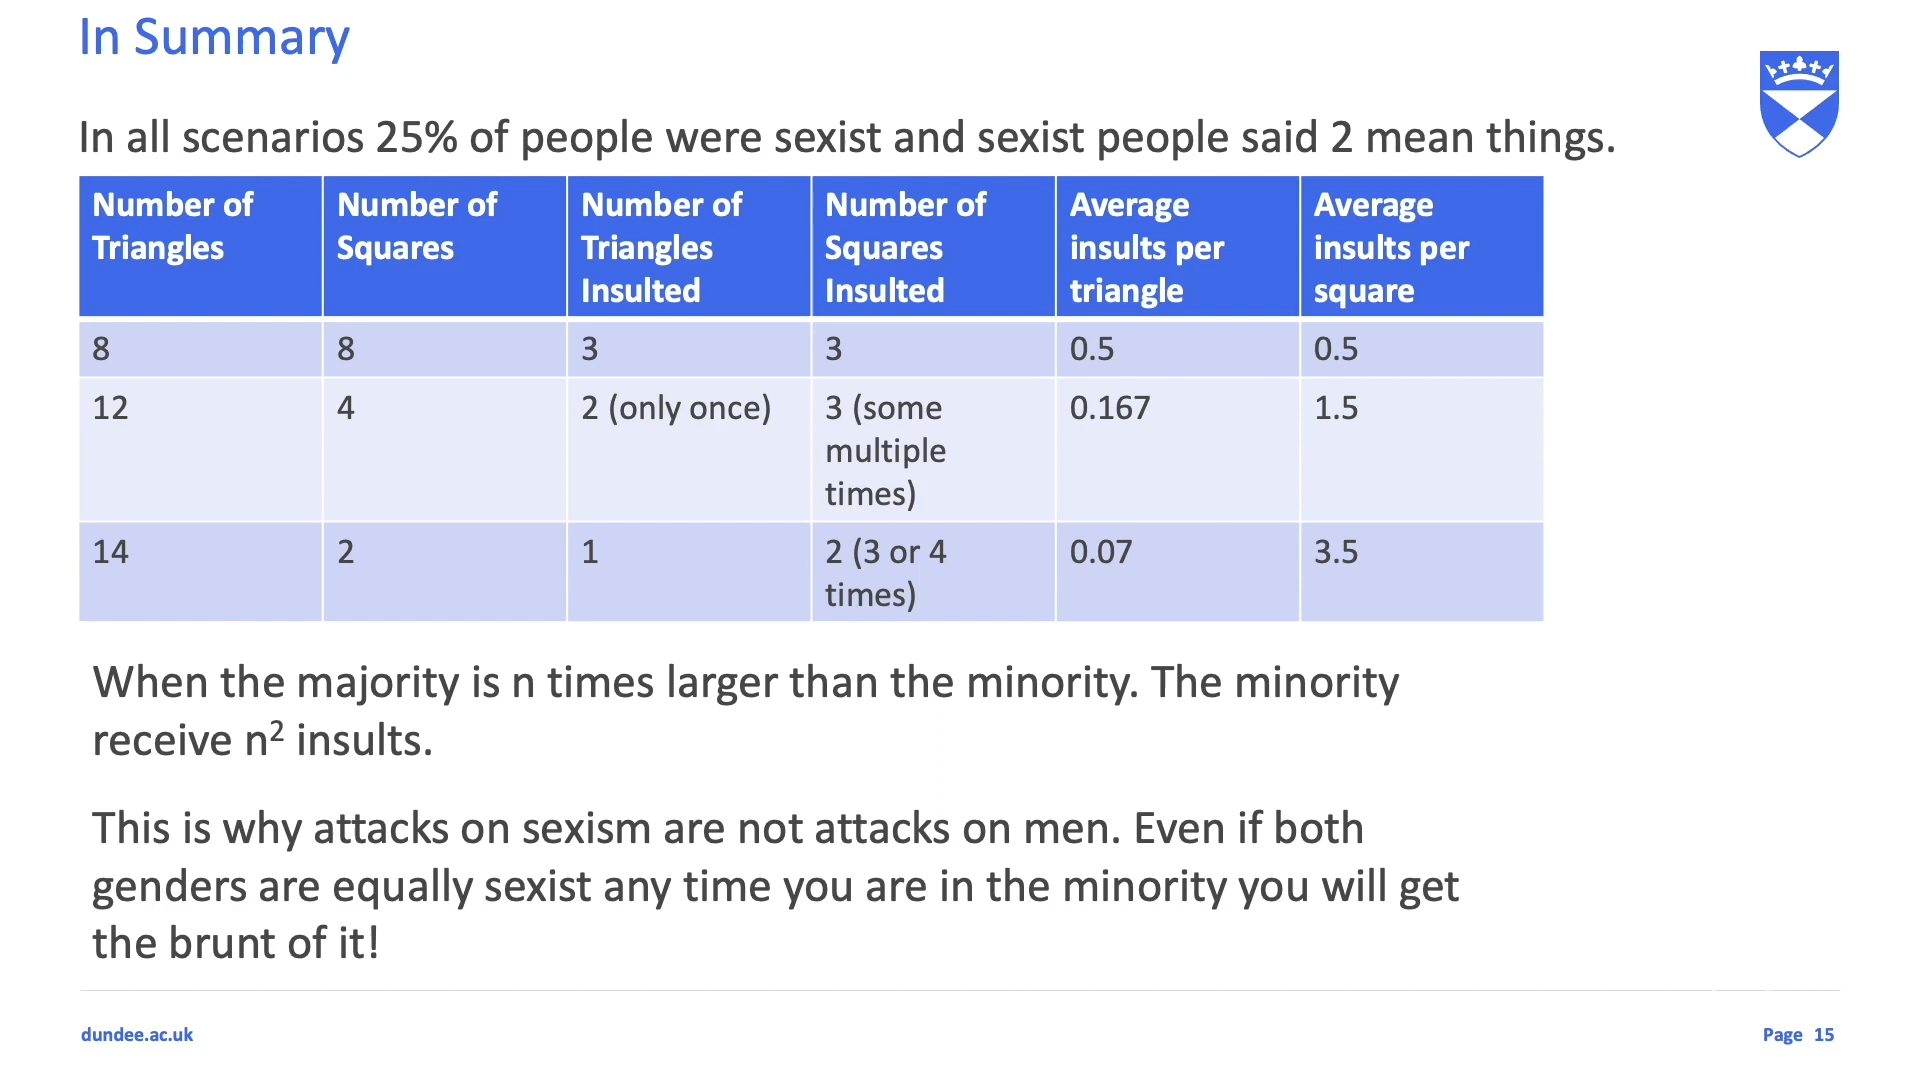 In Summary
In all scenarios 25% of people were sexist and sexist people said 2 mean things.
Number of Triangles
Number of Squares
Number of Triangles Insulted
Number of Squares Insulted
Average insults per triangle
Average insults per square
8
8
3
3
0.5
0.5
12
4
2 (only once)
3 (some multiple times)
0.167
1.5
14
2
1
2 (3 or 4 times)
0.07
3.5
When the majority is n times larger than the minority. The minority
receive n² insults.
This is why attacks on sexism are not attacks on men. Even if both
genders are equally sexist any time you are in the minority you will get
the brunt of it!
dundee.ac.uk
Page 15